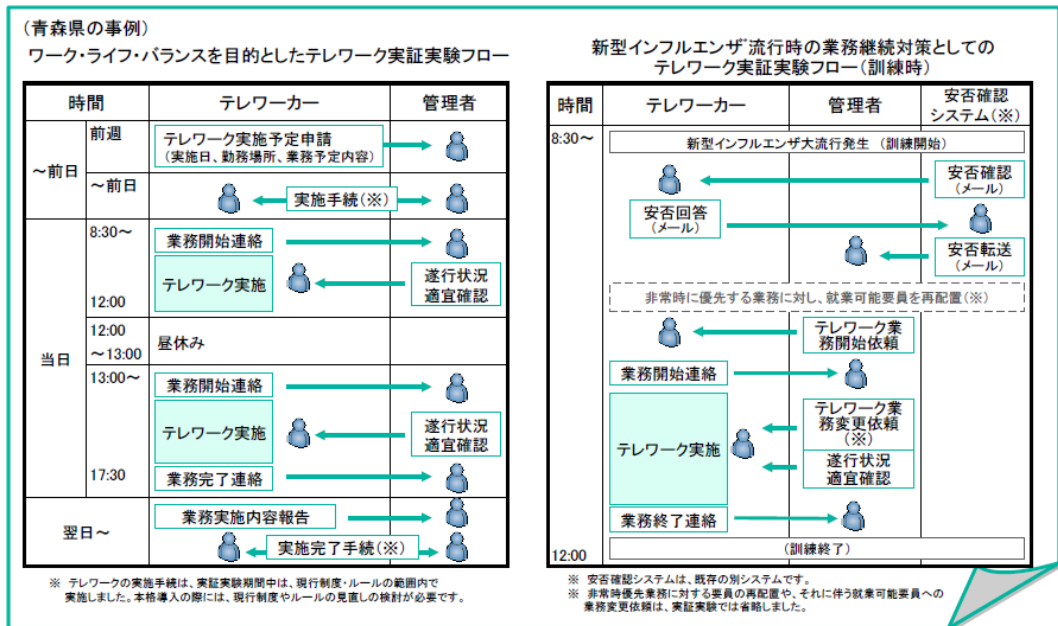 (青森県の事例)
ワーク・ライフ・バランスを目的としたテレワーク実証実験フロー
時間
テレワーカー
管理者
～前日
前週
テレワーク実施予定申請
(実施日、勤務場所、業務予定内容)
～前日
実施手続(※)
当日
8:30～
業務開始連絡
テレワーク実施
遂行状況
適宜確認
12:00
12:00
～13:00
昼休み
13:00～
業務開始連絡
テレワーク実施
遂行状況
適宜確認
17:30
業務完了連絡
翌日～
業務実施内容報告
実施完了手続(※)
※ テレワークの実施手続は、実証実験期間中は、現行制度・ルールの範囲内で
実施しました。本格導入の際には、現行制度やルールの見直しの検討が必要です。
新型インフルエンザ流行時の業務継続対策としての
テレワーク実証実験フロー(訓練時)
時間
テレワーカー
管理者
安否確認
システム(※)
8:30～
新型インフルエンザ大流行発生 (訓練開始)
安否確認
(メール)
安否回答
(メール)
安否転送
(メール)
非常時に優先する業務に対し、就業可能要員を再配置(※)
テレワーク業
務開始依頼
業務開始連絡
テレワーク実施
テレワーク業
務変更依頼
(※)
遂行状況
適宜確認
業務終了連絡
12:00
(訓練終了)
※ 安否確認システムは、既存の別システムです。
※ 非常時優先業務に対する要員の再配置や、それに伴う就業可能要員への
業務変更依頼は、実証実験では省略しました。